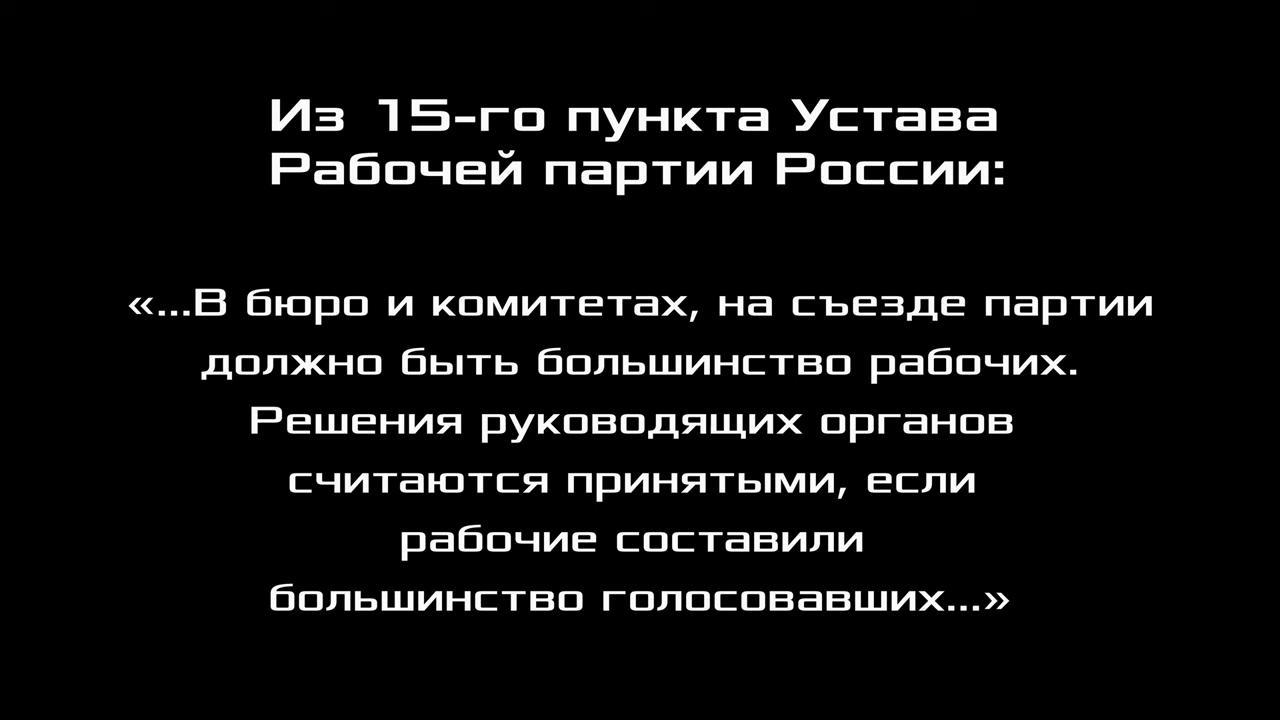 Из 15-го пункта Устава
Рабочей партии России:
«...В бюро и комитетах, на съезде партии
должно быть большинство рабочих.
Решения руководящих органов
считаются принятыми, если
рабочие составили
большинство голосовавших...»